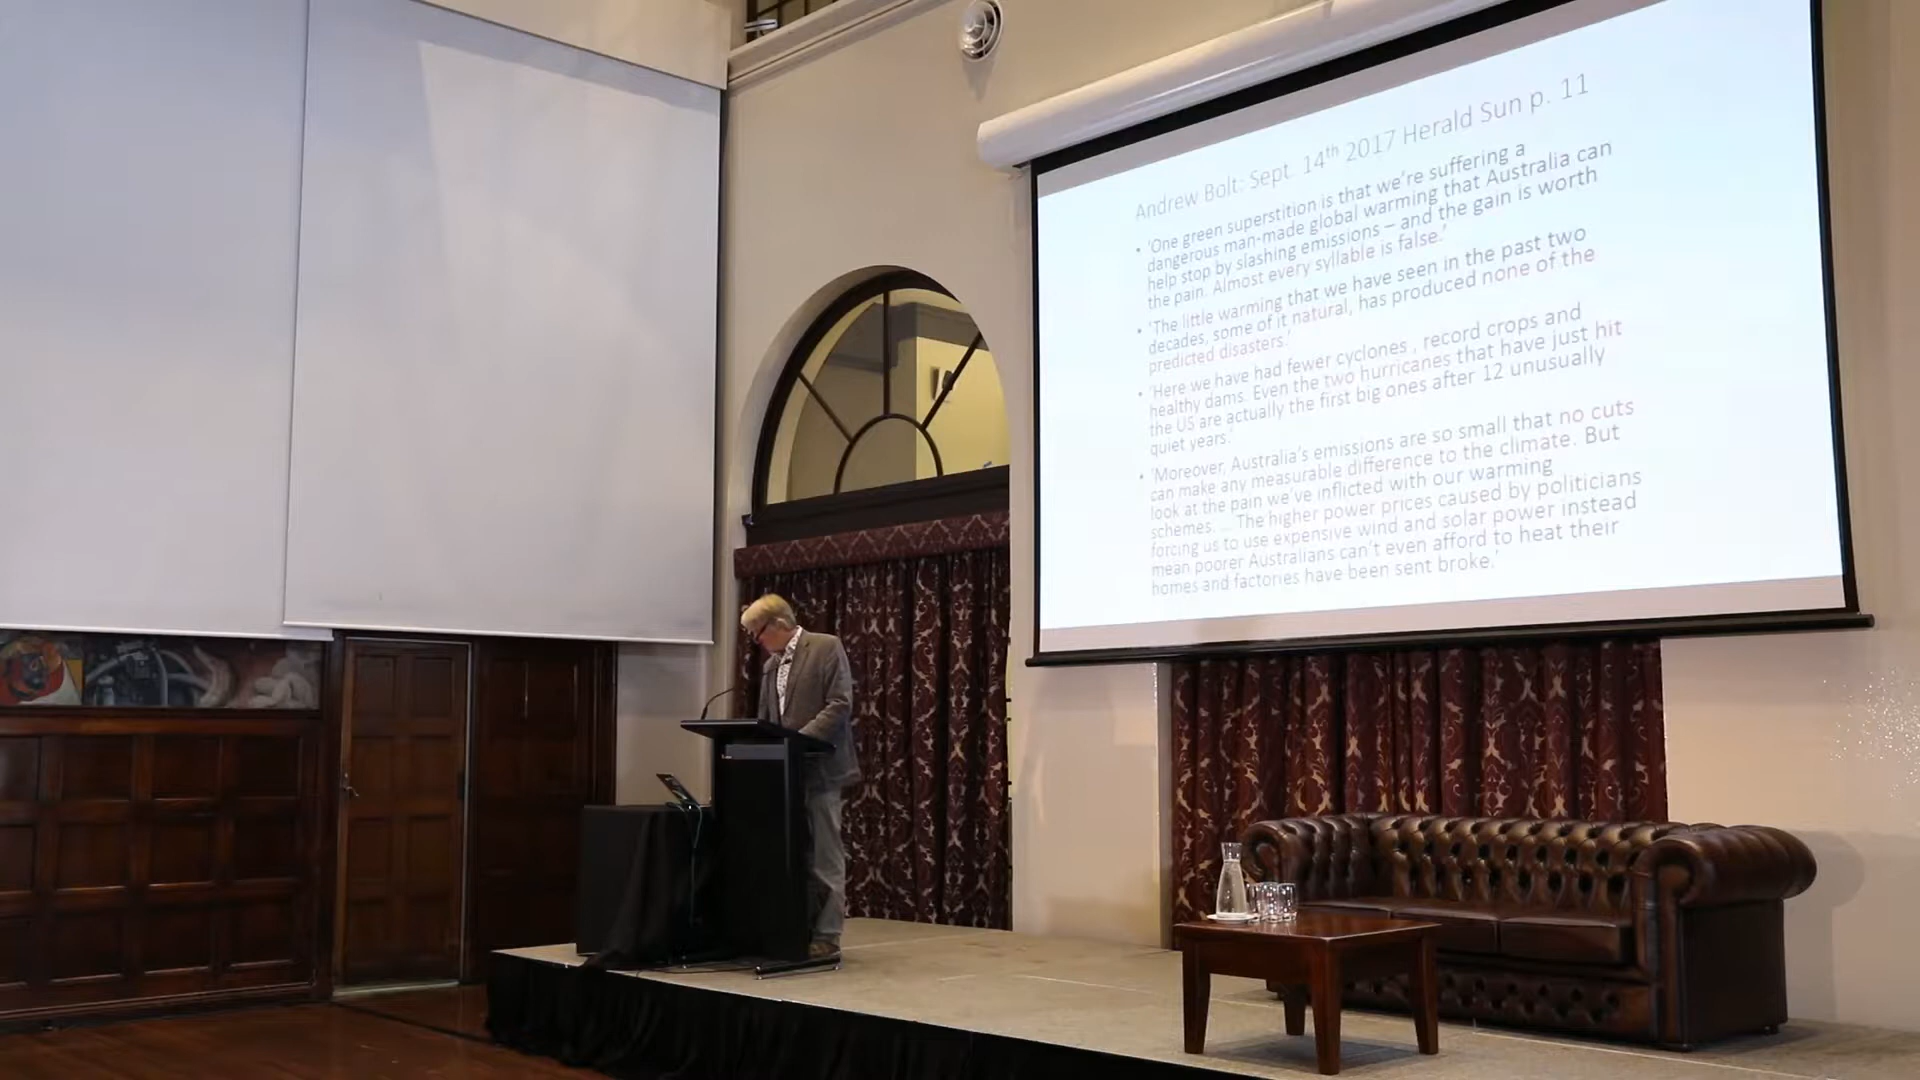 Andrew Bolt: Sept. 14th 2017 Herald Sun p. 11
• 'One green superstition is that we're suffering a
dangerous man-made global warming that Australia can
help stop by slashing emissions – and the gain is worth
the pain. Almost every syllable is false.'
• 'The little warming that we have seen in the past two
decades, some of it natural, has produced none of the
predicted disasters.'
• 'Here we have had fewer cyclones , record crops and
healthy dams. Even the two hurricanes that have just hit
the US are actually the first big ones after 12 unusually
quiet years.'
• 'Moreover, Australia's emissions are so small that no cuts
can make any measurable difference to the climate. But
look at the pain we've inflicted with our warming
schemes. ... The higher power prices caused by politicians
forcing us to use expensive wind and solar power instead
mean poorer Australians can't even afford to heat their
homes and factories have been sent broke.'